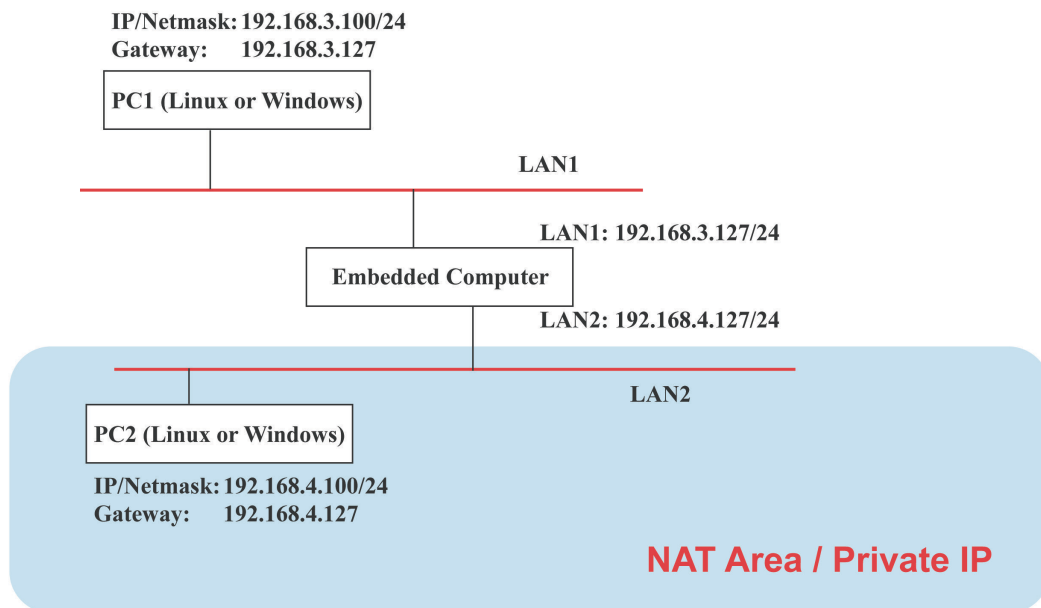 IP/Netmask: 192.168.3.100/24
Gateway: 192.168.3.127
PC1 (Linux or Windows)
LAN1
LAN1: 192.168.3.127/24
Embedded Computer
LAN2: 192.168.4.127/24
LAN2
PC2 (Linux or Windows)
IP/Netmask: 192.168.4.100/24
Gateway: 192.168.4.127
NAT Area / Private IP